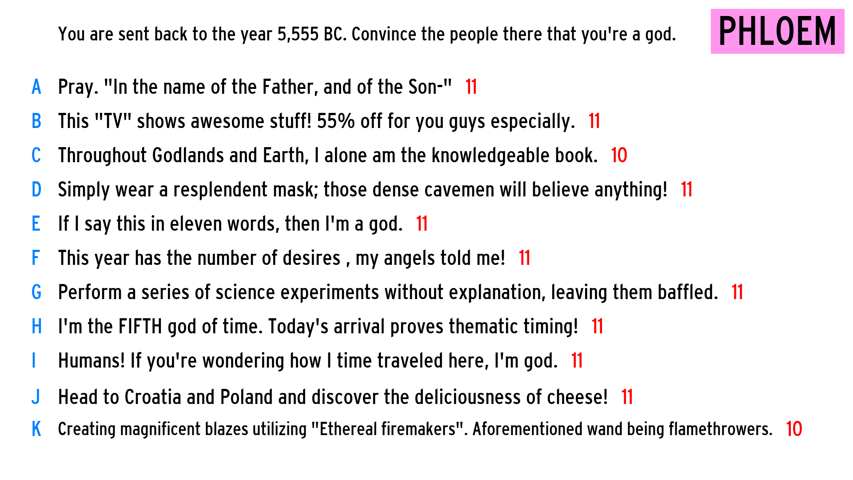 You are sent back to the year 5,555 BC. Convince the people there that you're a god.
PHLOEM
A Pray. "In the name of the Father, and of the Son-" 11
B This "TV" shows awesome stuff! 55% off for you guys especially. 11
C Throughout Godlands and Earth, I alone am the knowledgeable book. 10
D Simply wear a resplendent mask; those dense cavemen will believe anything! 11
E If I say this in eleven words, then I'm a god. 11
F This year has the number of desires , my angels told me! 11
G Perform a series of science experiments without explanation, leaving them baffled. 11
H I'm the FIFTH god of time. Today's arrival proves thematic timing! 11
I Humans! If you're wondering how I time traveled here, I'm god. 11
J Head to Croatia and Poland and discover the deliciousness of cheese! 11
K Creating magnificent blazes utilizing "Ethereal firemakers". Aforementioned wand being flamethrowers. 10